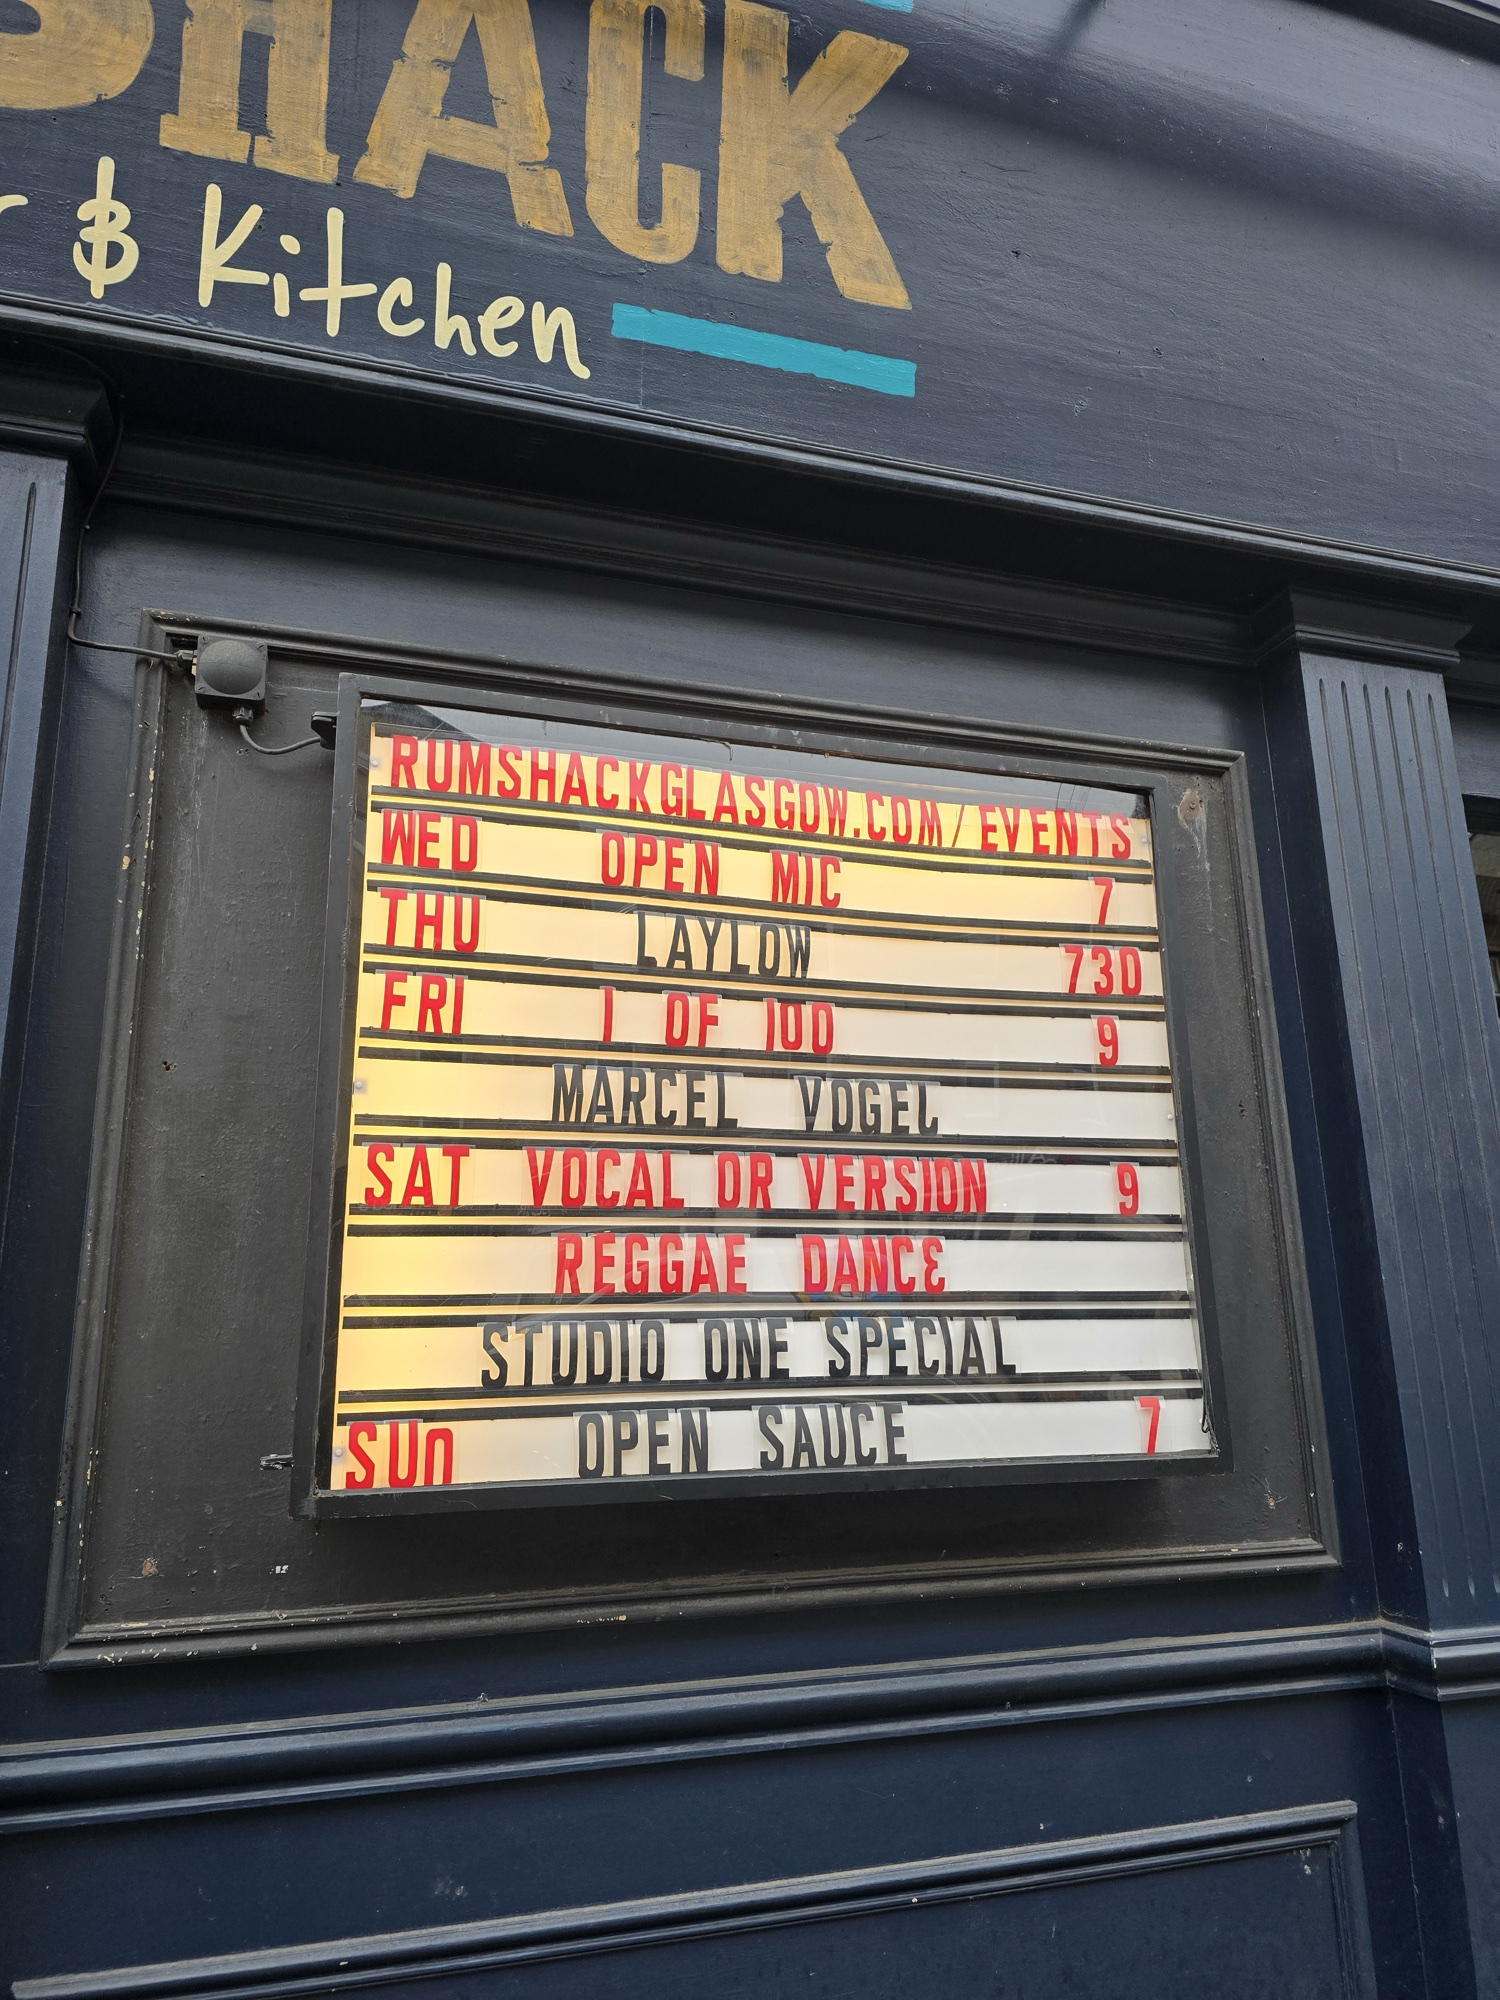 SHACK
& Kitchen
RUMSHACKGLASGOW.COM/EVENTS
WED OPEN MIC 7
THU LAYLOW 730
FRI 1 OF 100 9
MARCEL VOGEL
SAT VOCAL OR VERSION 9
REGGAE DANCE
STUDIO ONE SPECIAL
SUn OPEN SAUCE 7